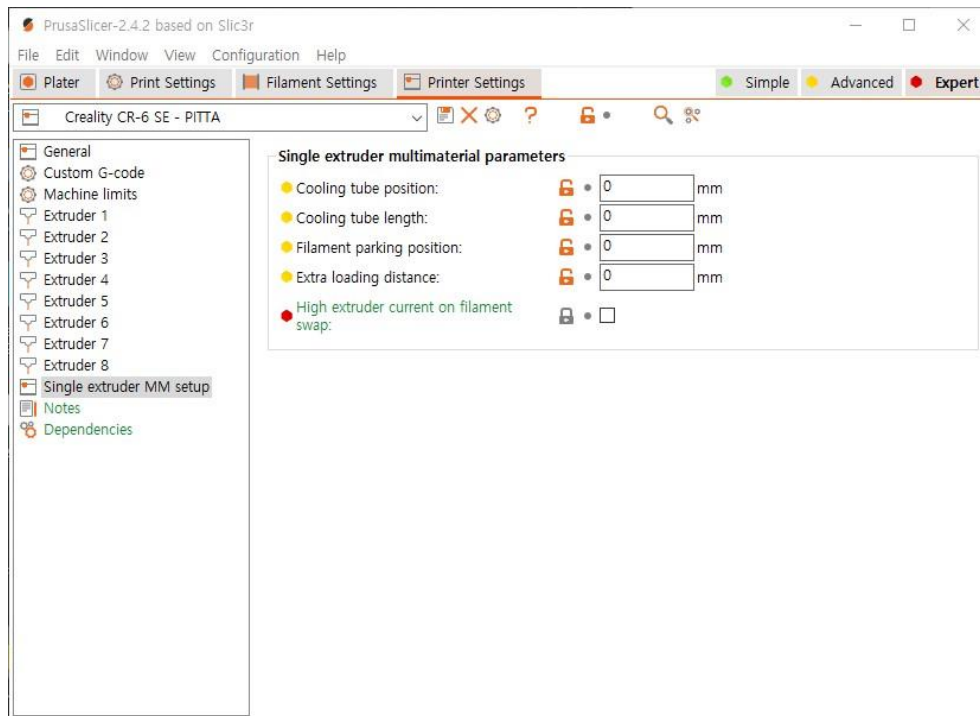 PrusaSlicer-2.4.2 based on Slic3r
File Edit Window View Configuration Help
Plater Print Settings Filament Settings Printer Settings Simple Advanced Expert
Creality CR-6 SE - PITTA ?
General
Custom G-code
Machine limits
Extruder 1
Extruder 2
Extruder 3
Extruder 4
Extruder 5
Extruder 6
Extruder 7
Extruder 8
Single extruder MM setup
Notes
Dependencies
Single extruder multimaterial parameters
Cooling tube position: 0 mm
Cooling tube length: 0 mm
Filament parking position: 0 mm
Extra loading distance: 0 mm
High extruder current on filament
swap: